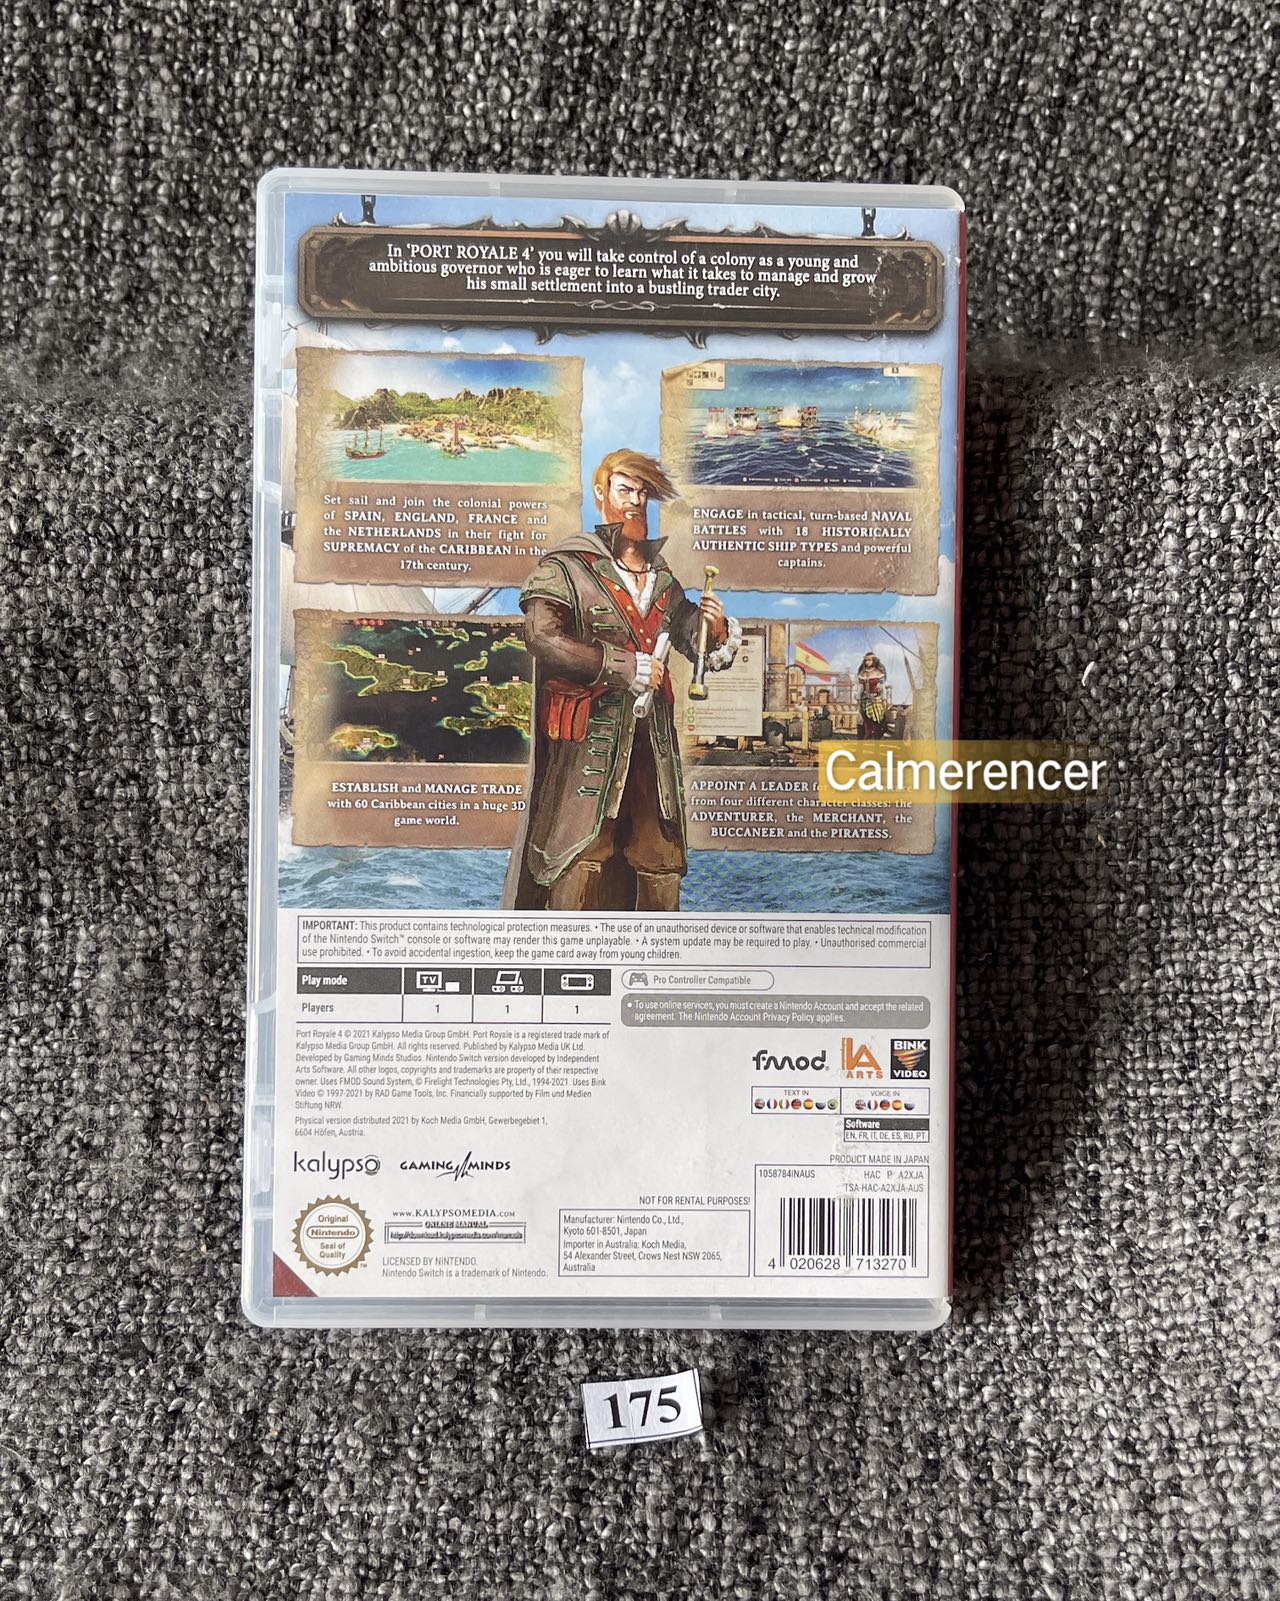 In 'PORT ROYALE 4' you will take control of a colony as a young and
ambitious governor who is eager to learn what it takes to manage and grow
his small settlement into a bustling trader city.
Set sail and join the colonial powers
of SPAIN, ENGLAND, FRANCE and
the NETHERLANDS in their fight for
SUPREMACY of the CARIBBEAN in the
17th century.
ENGAGE in tactical, turn-based NAVAL
BATTLES with 18 HISTORICALLY
AUTHENTIC SHIP TYPES and powerful
captains.
ESTABLISH and MANAGE TRADE
with 60 Caribbean cities in a huge 3D
game world.
Calmerencer
APPOINT A LEADER for
from four different character classes: the
ADVENTURER, the MERCHANT, the
BUCCANEER and the PIRATESS.
IMPORTANT: This product contains technological protection measures. • The use of an unauthorised device or software that enables technical modification
of the Nintendo Switch™ console or software may render this game unplayable. • A system update may be required to play. • Unauthorised commercial
use prohibited. • To avoid accidental ingestion, keep the game card away from young children.
Play mode TV
Players 1 1 1
Pro Controller Compatible
• To use online services, you must create a Nintendo Account and accept the related
agreement. The Nintendo Account Privacy Policy applies.
Port Royale 4 © 2021 Kalypso Media Group GmbH. Port Royale is a registered trade mark of
Kalypso Media Group GmbH. All rights reserved. Published by Kalypso Media UK Ltd.
Developed by Gaming Minds Studios. Nintendo Switch version developed by Independent
Arts Software. All other logos, copyrights and trademarks are property of their respective
owner. Uses FMOD Sound System, © Firelight Technologies Pty, Ltd., 1994-2021. Uses Bink
Video © 1997-2021 by RAD Game Tools, Inc. Financially supported by Film und Medien
Stiftung NRW.
Physical version distributed 2021 by Koch Media GmbH, Gewerbegebiet 1,
6604 Höfen, Austria.
fmod.
IA
ARTS
BINK
VIDEO
TEXT IN
VOICE IN
Software
EN, FR, IT, DE, ES, RU, PT
kalypso
GAMING MINDS
PRODUCT MADE IN JAPAN
1058784INAUS
HAC P A2XJA
TSA-HAC-A2XJA-AUS
NOT FOR RENTAL PURPOSES!
Original
Nintendo
Seal of
Quality
TM
www.KALYPSOMEDIA.COM
ONLINE MANUAL
http://download.kalypsomedia.com/manuals
LICENSED BY NINTENDO.
Nintendo Switch is a trademark of Nintendo.
Manufacturer: Nintendo Co., Ltd.,
Kyoto 601-8501, Japan
Importer in Australia: Koch Media,
54 Alexander Street, Crows Nest NSW 2065,
Australia
4 020628 713270
175